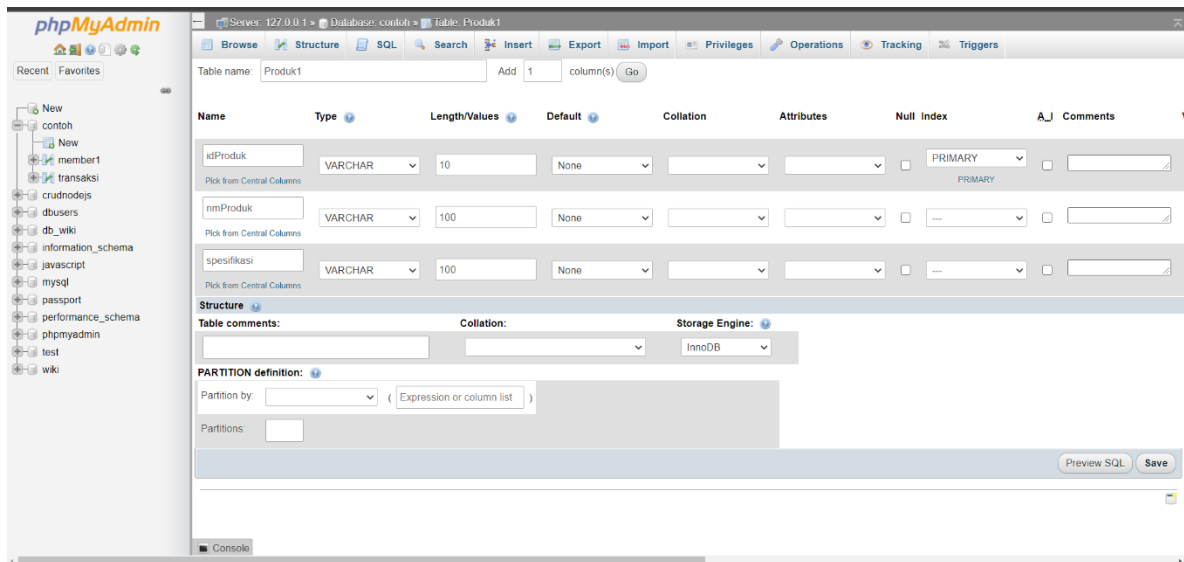 phpMyAdmin
Recent Favorites
New
contoh
New
member1
transaksi
crudnodejs
dbusers
db_wiki
information_schema
javascript
mysql
passport
performance_schema
phpmyadmin
test
wiki
Server: 127.0.0.1 » Database: contoh » Table: Produk1
Browse Structure SQL Search Insert Export Import Privileges Operations Tracking Triggers
Table name: Produk1 Add 1 column(s) Go
Name Type Length/Values Default Collation Attributes Null Index A_I Comments
idProduk VARCHAR 10 None PRIMARY
Pick from Central Columns PRIMARY
nmProduk VARCHAR 100 None ---
Pick from Central Columns
spesifikasi VARCHAR 100 None ---
Pick from Central Columns
Structure
Table comments: Collation: Storage Engine:
InnoDB
PARTITION definition:
Partition by: ( Expression or column list )
Partitions:
Preview SQL Save
Console